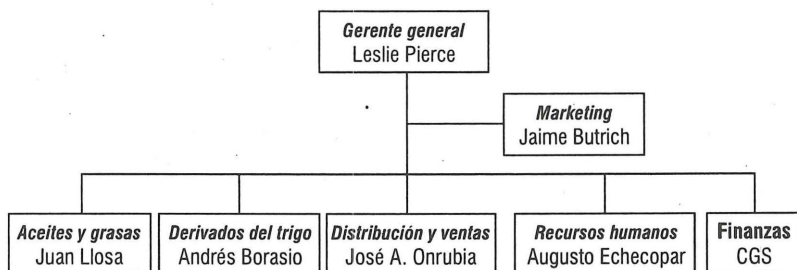 Gerente general
Leslie Pierce
Marketing
Jaime Butrich
Aceites y grasas
Juan Llosa
Derivados del trigo
Andrés Borasio
Distribución y ventas
José A. Onrubia
Recursos humanos
Augusto Echecopar
Finanzas
CGS